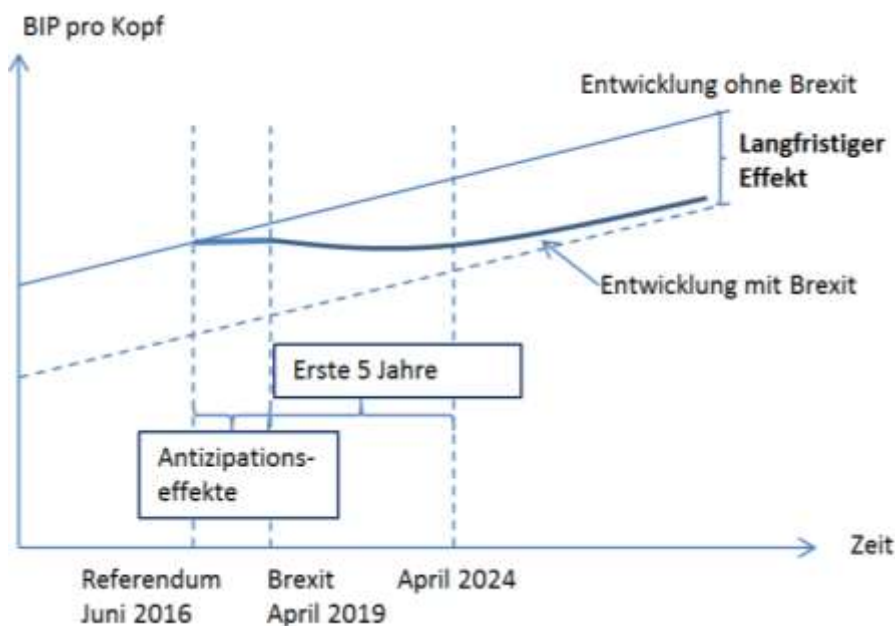 BIP pro Kopf
Entwicklung ohne Brexit
Langfristiger
Effekt
Entwicklung mit Brexit
Erste 5 Jahre
Antizipations-
effekte
Zeit
Referendum
Juni 2016
Brexit
April 2019
April 2024